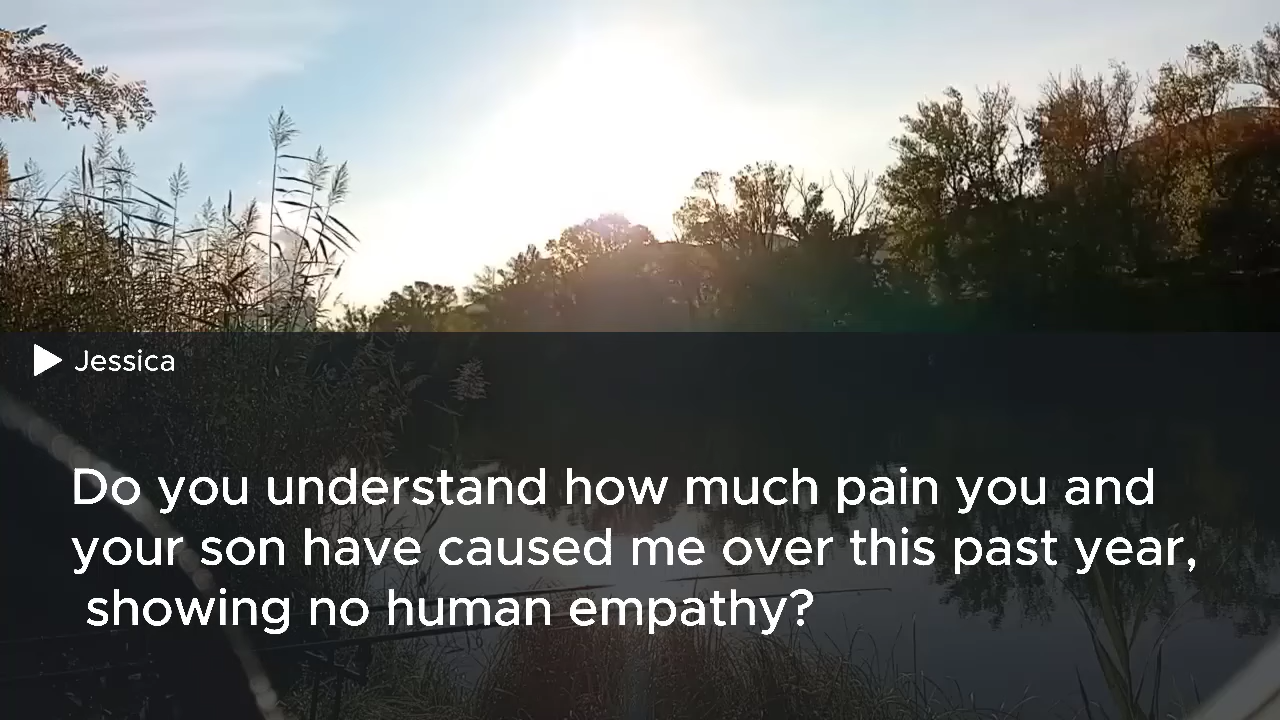 Jessica
Do you understand how much pain you and
your son have caused me over this past year,
showing no human empathy?